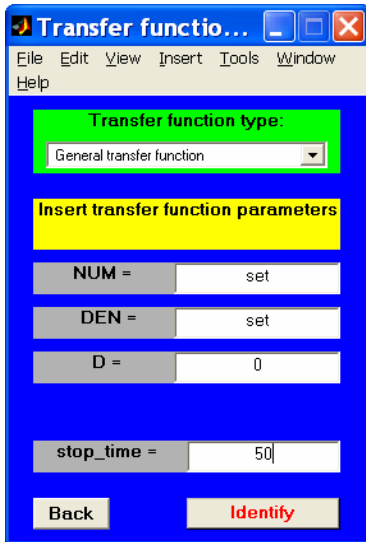 Transfer functio...
File Edit View Insert Tools Window
Help
Transfer function type:
General transfer function
Insert transfer function parameters
NUM = set
DEN = set
D = 0
stop_time = 50
Back Identify